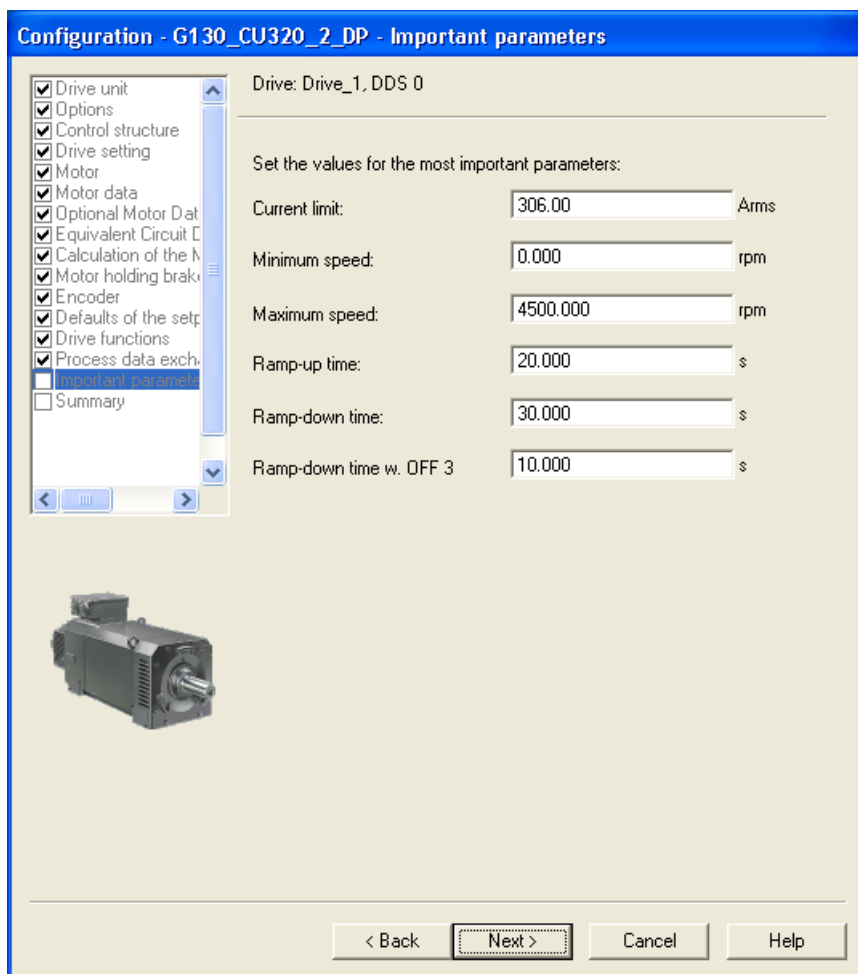 Configuration - G130_CU320_2_DP - Important parameters
Drive unit
Options
Control structure
Drive setting
Motor
Motor data
Optional Motor Dat
Equivalent Circuit D
Calculation of the M
Motor holding brak
Encoder
Defaults of the setp
Drive functions
Process data exch
Important paramete
Summary
Drive: Drive_1, DDS 0
Set the values for the most important parameters:
Current limit: 306.00 Arms
Minimum speed: 0.000 rpm
Maximum speed: 4500.000 rpm
Ramp-up time: 20.000 s
Ramp-down time: 30.000 s
Ramp-down time w. OFF 3 10.000 s
< Back Next > Cancel Help